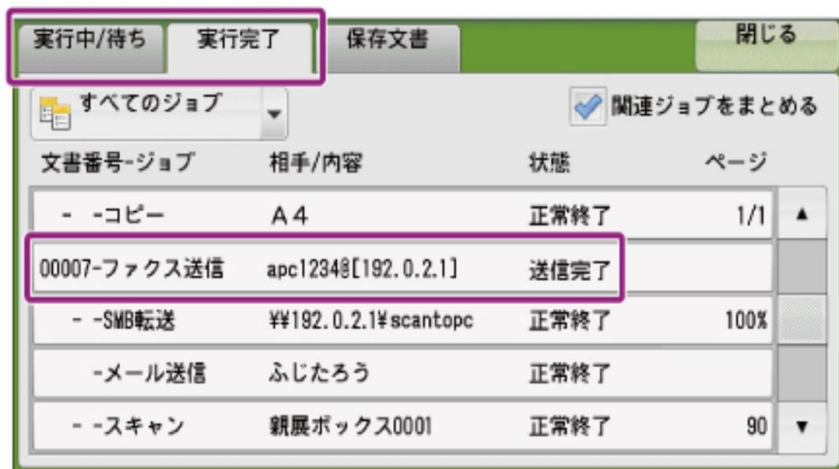 実行中/待ち 実行完了 保存文書 閉じる
すべてのジョブ 関連ジョブをまとめる
文書番号-ジョブ 相手/内容 状態 ページ
- -コピー A4 正常終了 1/1
00007-ファクス送信 apc1234@[192.0.2.1] 送信完了
- -SMB転送 ¥¥192.0.2.1¥scantopc 正常終了 100%
-メール送信 ふじたろう 正常終了
- -スキャン 親展ボックス0001 正常終了 90